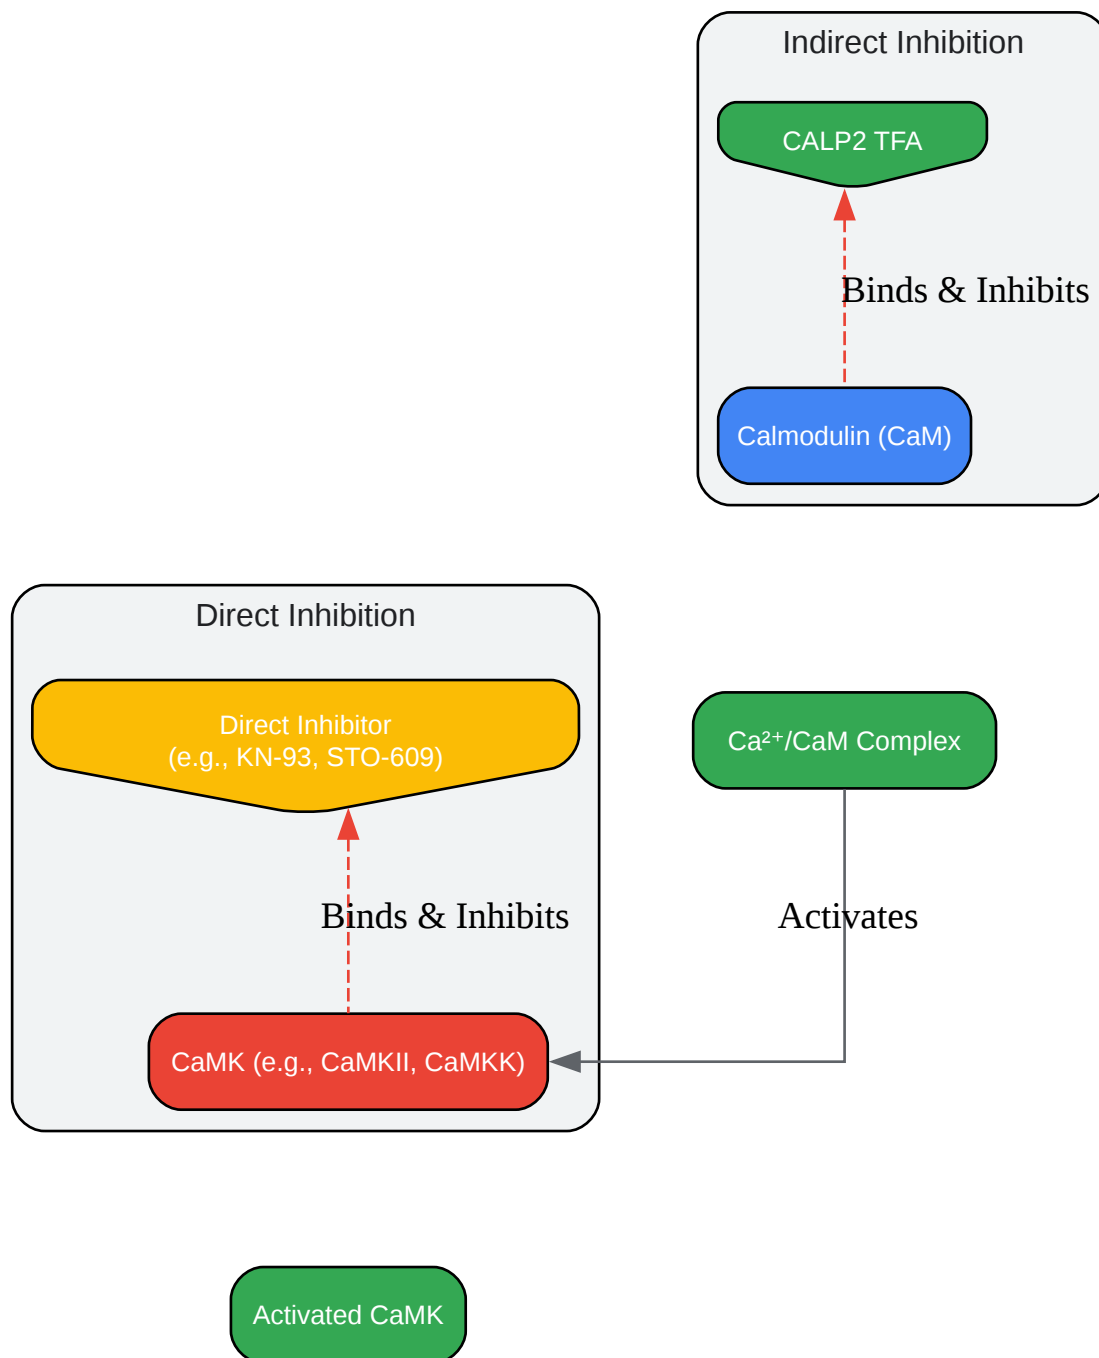 Indirect Inhibition
CALP2 TFA
Binds & Inhibits
Calmodulin (CaM)
Direct Inhibition
Direct Inhibitor
(e.g., KN-93, STO-609)
Ca²⁺/CaM Complex
Binds & Inhibits
Activates
CaMK (e.g., CaMKII, CaMKK)
Activated CaMK